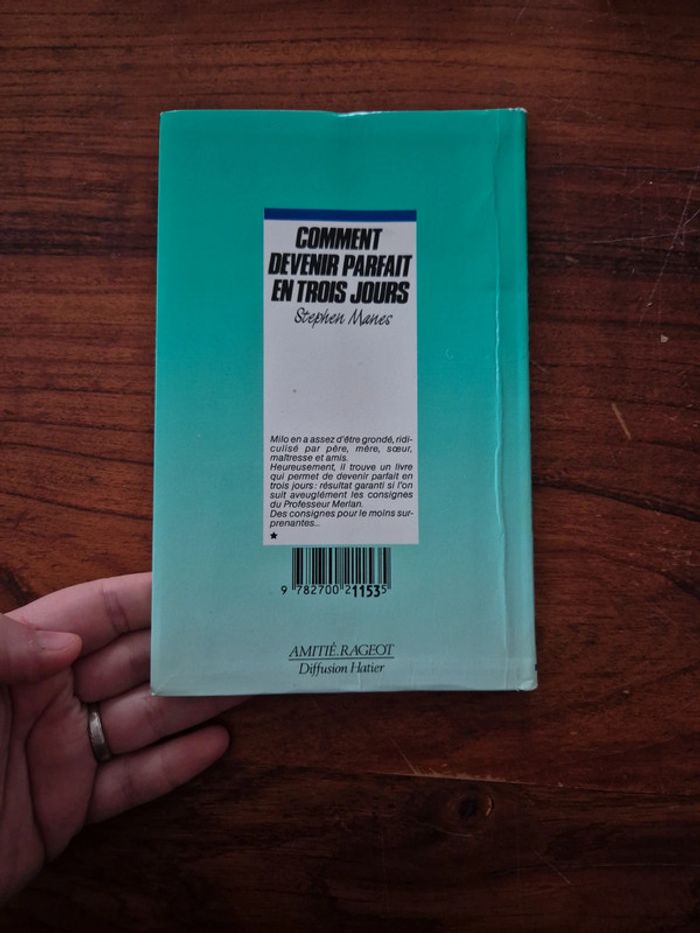 COMMENT
DEVENIR PARFAIT
EN TROIS JOURS
Stephen Manes
Milo en a assez d'être grondé, ridi-
culisé par père, mère, sœur,
maîtresse et amis.
Heureusement, il trouve un livre
qui permet de devenir parfait en
trois jours : résultat garanti si l'on
suit aveuglément les consignes
du Professeur Merlan.
Des consignes pour le moins sur-
prenantes...
★
9 782700 211535
AMITIÉ.RAGEOT
Diffusion Hatier